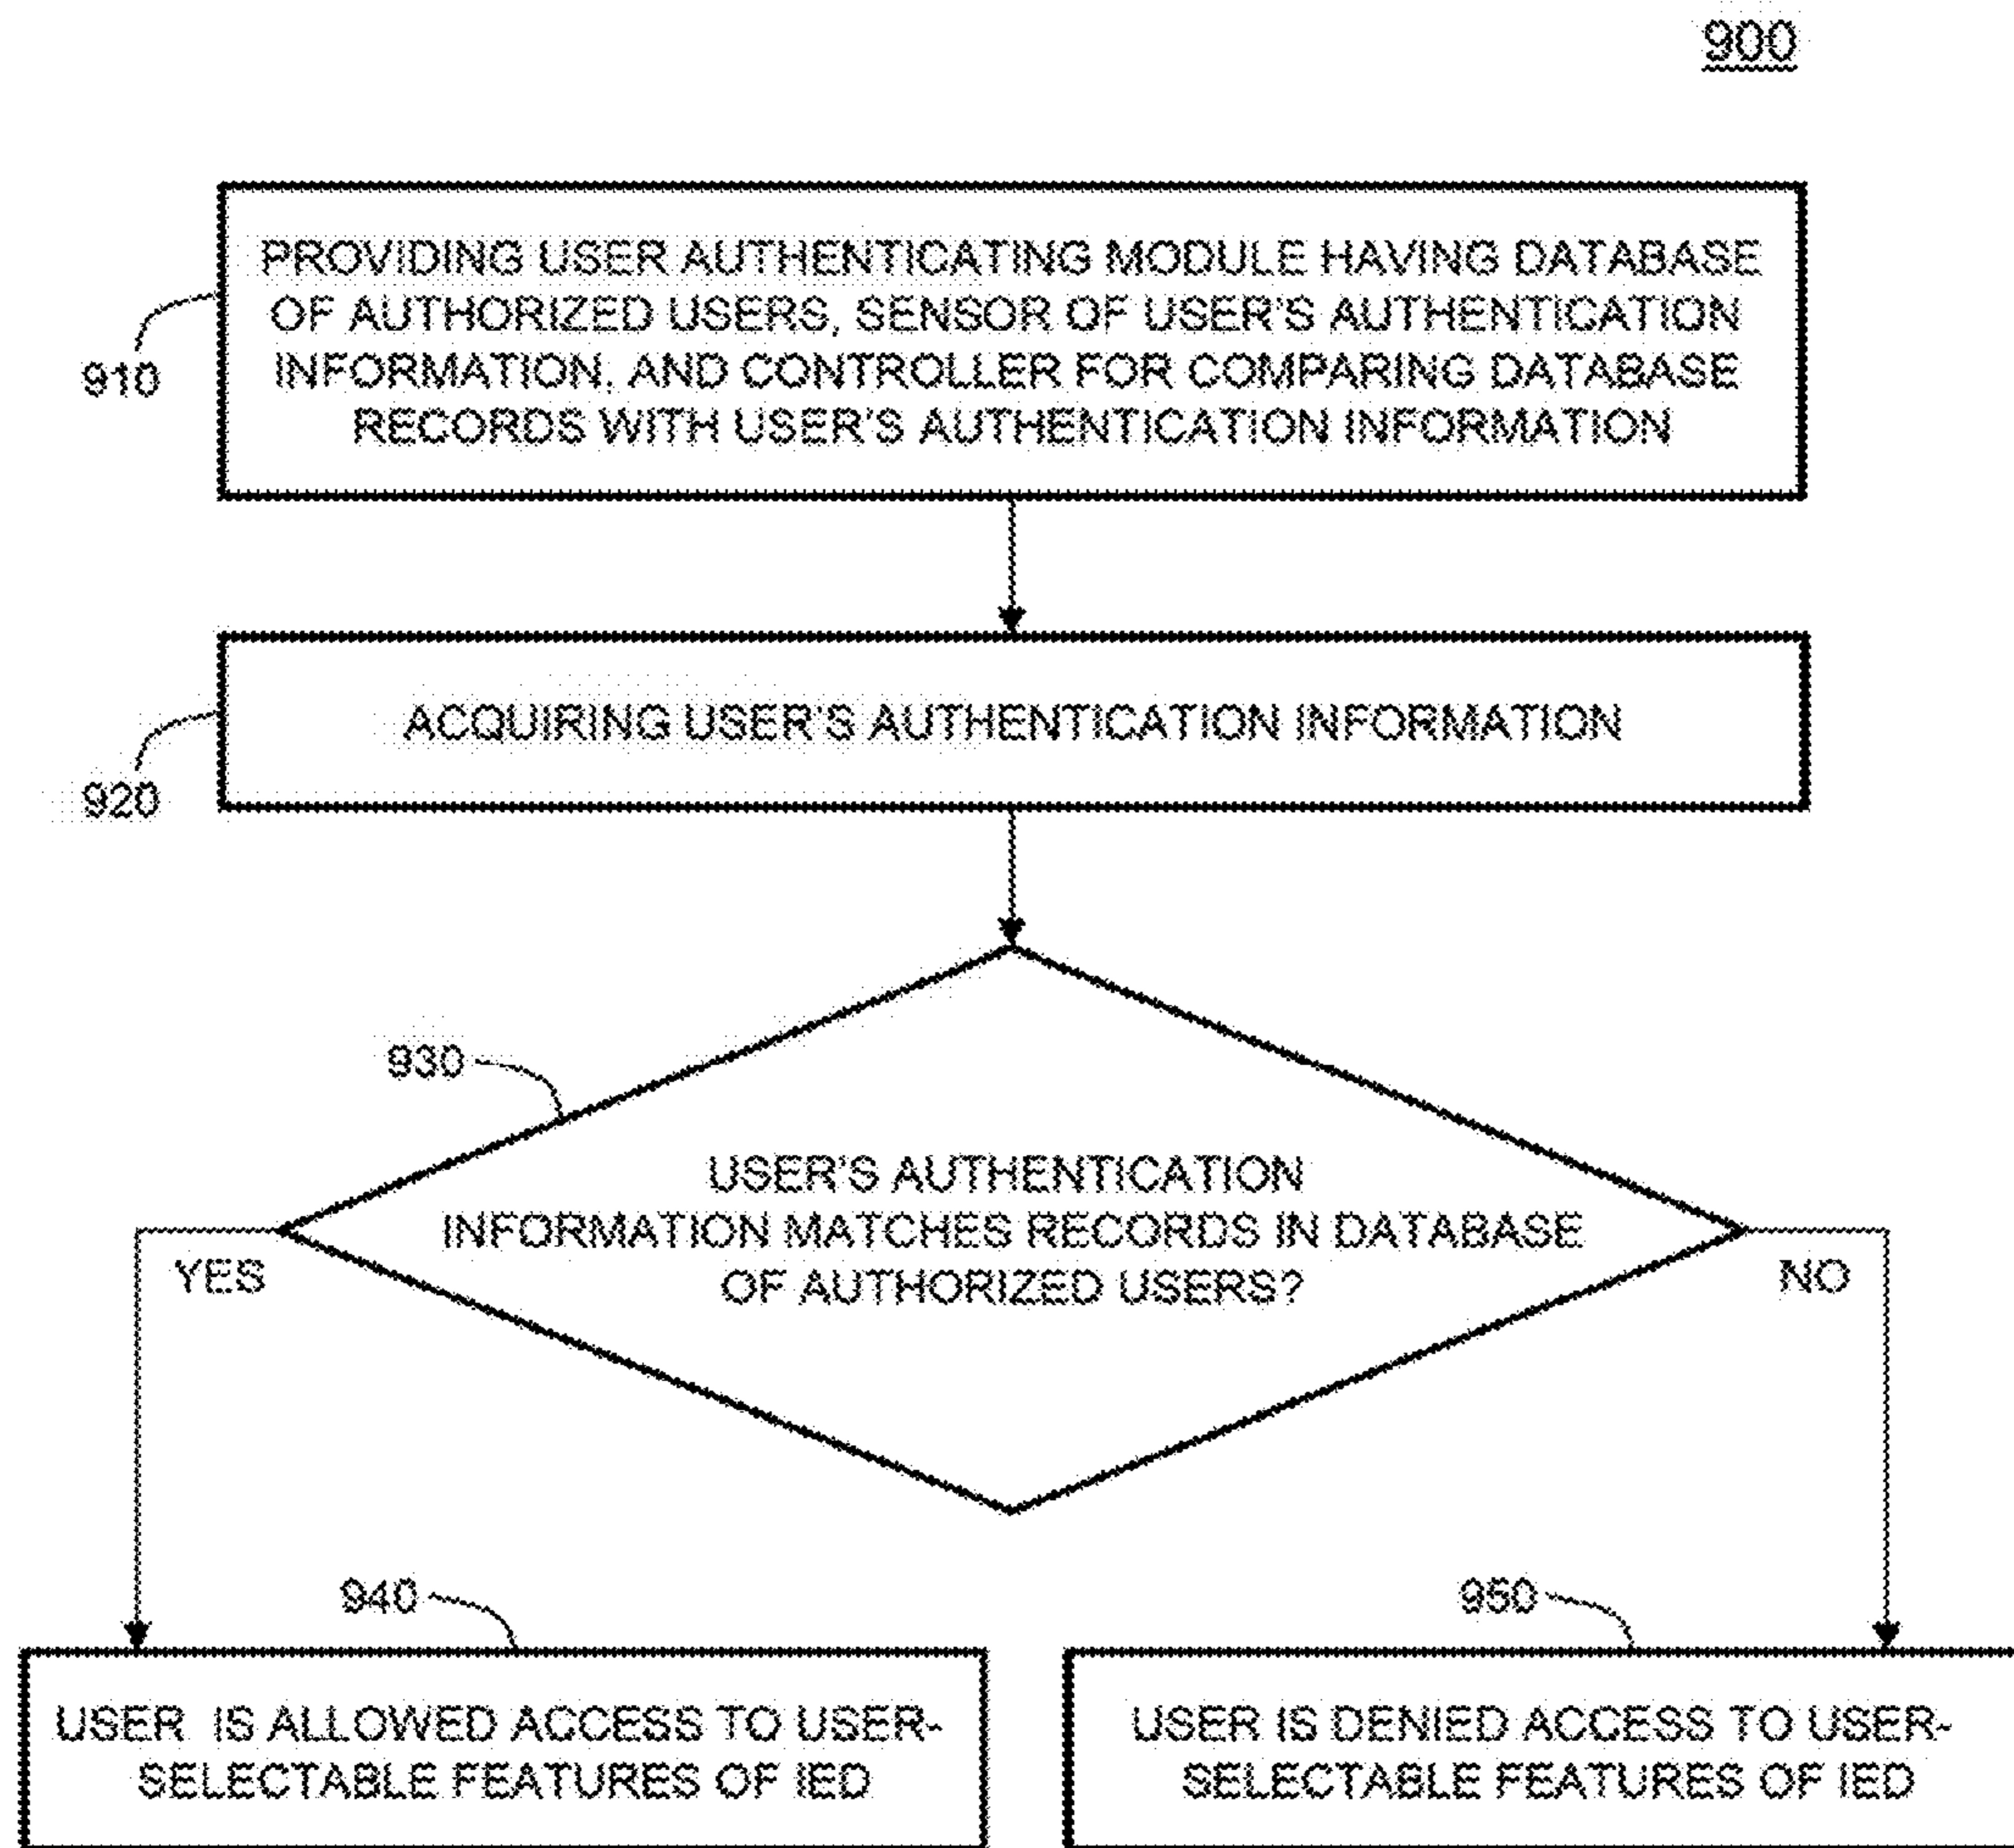 900
PROVIDING USER AUTHENTICATING MODULE HAVING DATABASE
OF AUTHORIZED USERS, SENSOR OF USER'S AUTHENTICATION
INFORMATION, AND CONTROLLER FOR COMPARING DATABASE
RECORDS WITH USER'S AUTHENTICATION INFORMATION
910
ACQUIRING USER'S AUTHENTICATION INFORMATION
920
930
USER'S AUTHENTICATION
INFORMATION MATCHES RECORDS IN DATABASE
OF AUTHORIZED USERS?
YES
NO
940
950
USER IS ALLOWED ACCESS TO USER-
SELECTABLE FEATURES OF IED
USER IS DENIED ACCESS TO USER-
SELECTABLE FEATURES OF IED